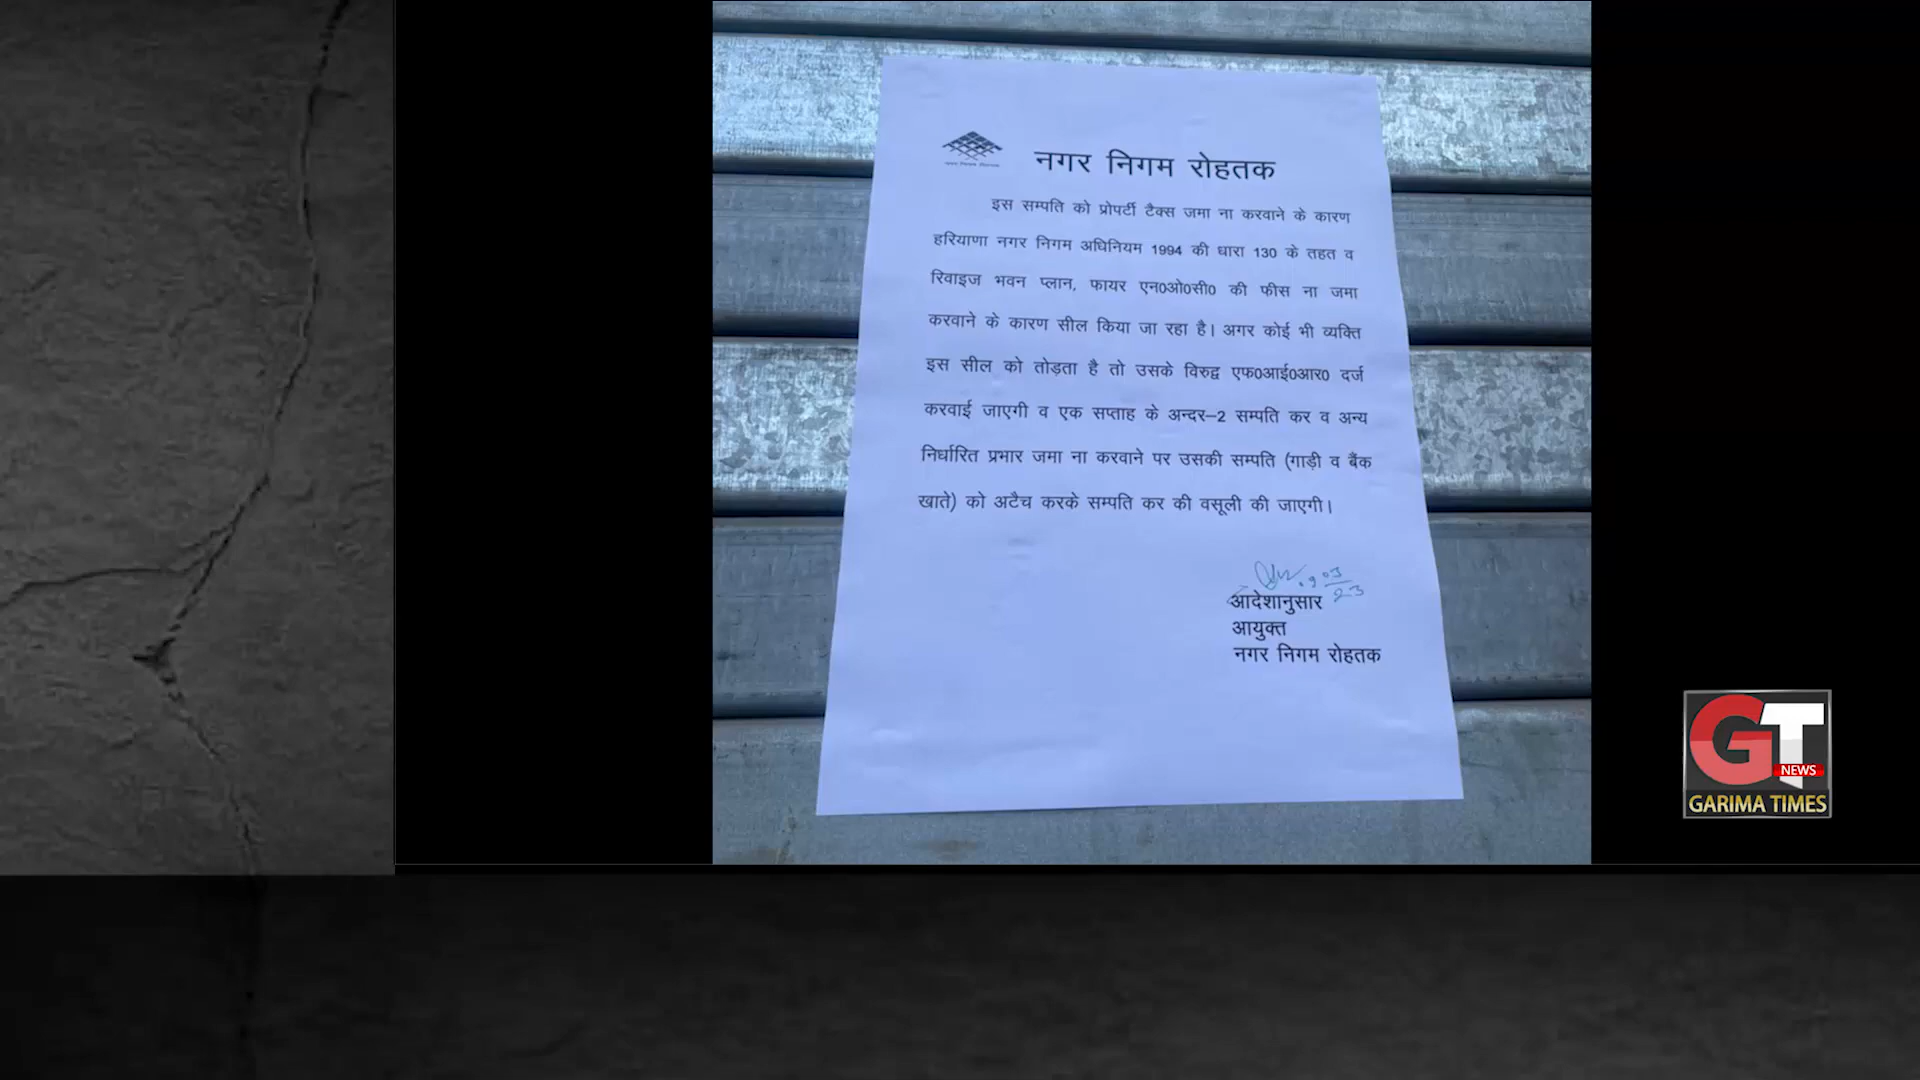 नगर निगम रोहतक
इस सम्पति को प्रोपर्टी टैक्स जमा ना करवाने के कारण
हरियाणा नगर निगम अधिनियम 1994 की धारा 130 के तहत व
रिवाइज भवन प्लान, फायर एन0ओ0सी0 की फीस ना जमा
करवाने के कारण सील किया जा रहा है। अगर कोई भी व्यक्ति
इस सील को तोड़ता है तो उसके विरुद्व एफ0आई0आर0 दर्ज
करवाई जाएगी व एक सप्ताह के अन्दर–2 सम्पति कर व अन्य
निर्धारित प्रभार जमा ना करवाने पर उसकी सम्पति (गाड़ी व बैंक
खाते) को अटैच करके सम्पति कर की वसूली की जाएगी।
आदेशानुसार
आयुक्त
नगर निगम रोहतक
GT
NEWS
GARIMA TIMES